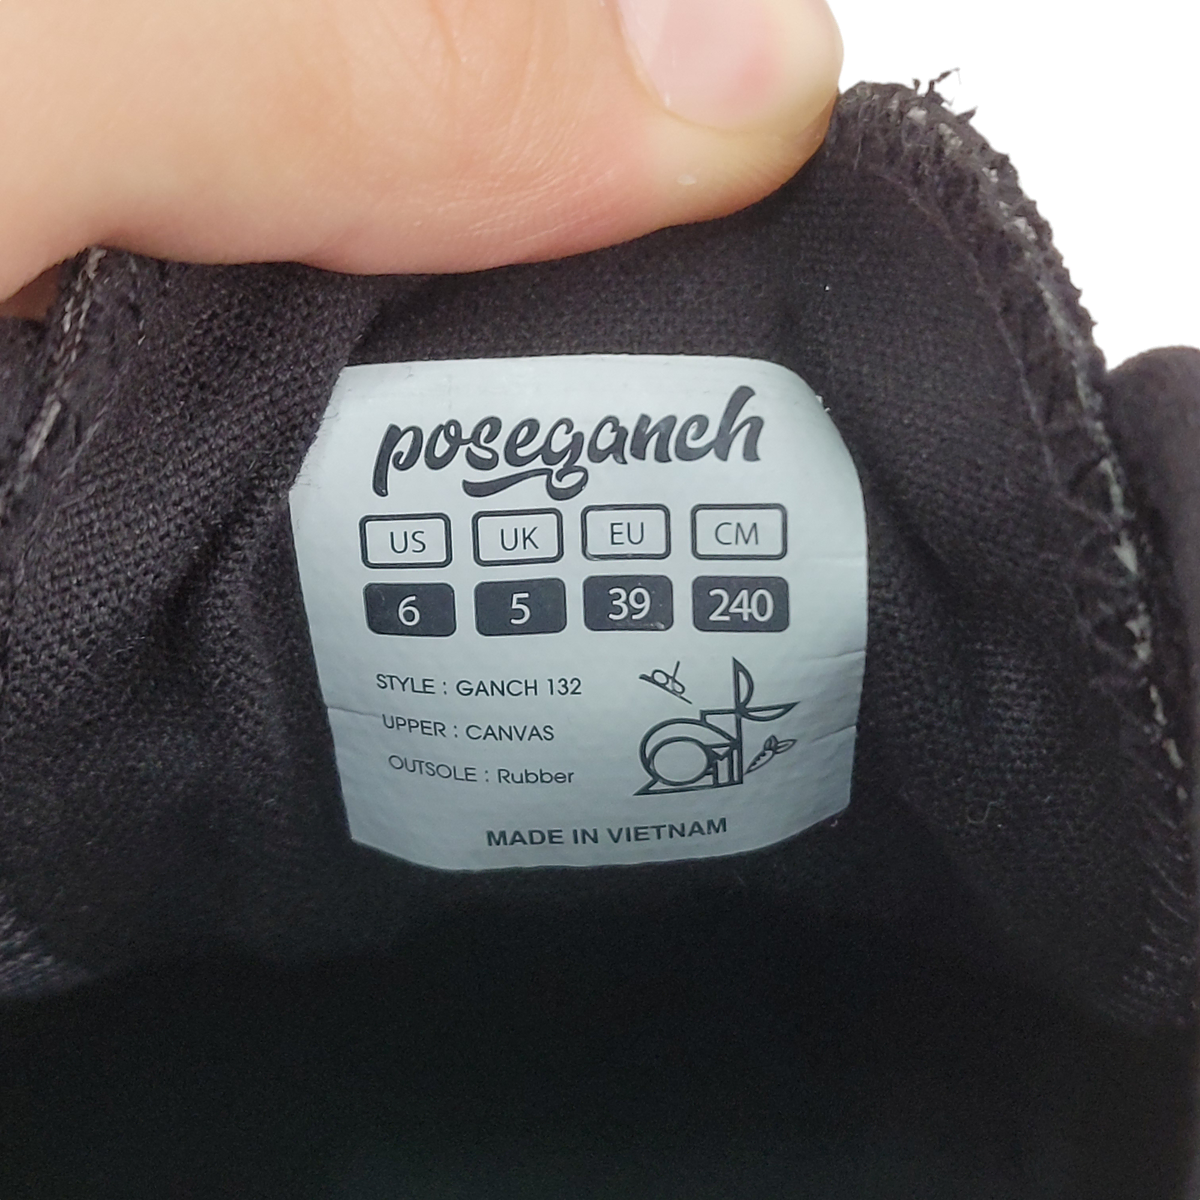 poseganch
US UK EU CM
6 5 39 240
STYLE : GANCH 132
UPPER : CANVAS
OUTSOLE : Rubber
MADE IN VIETNAM